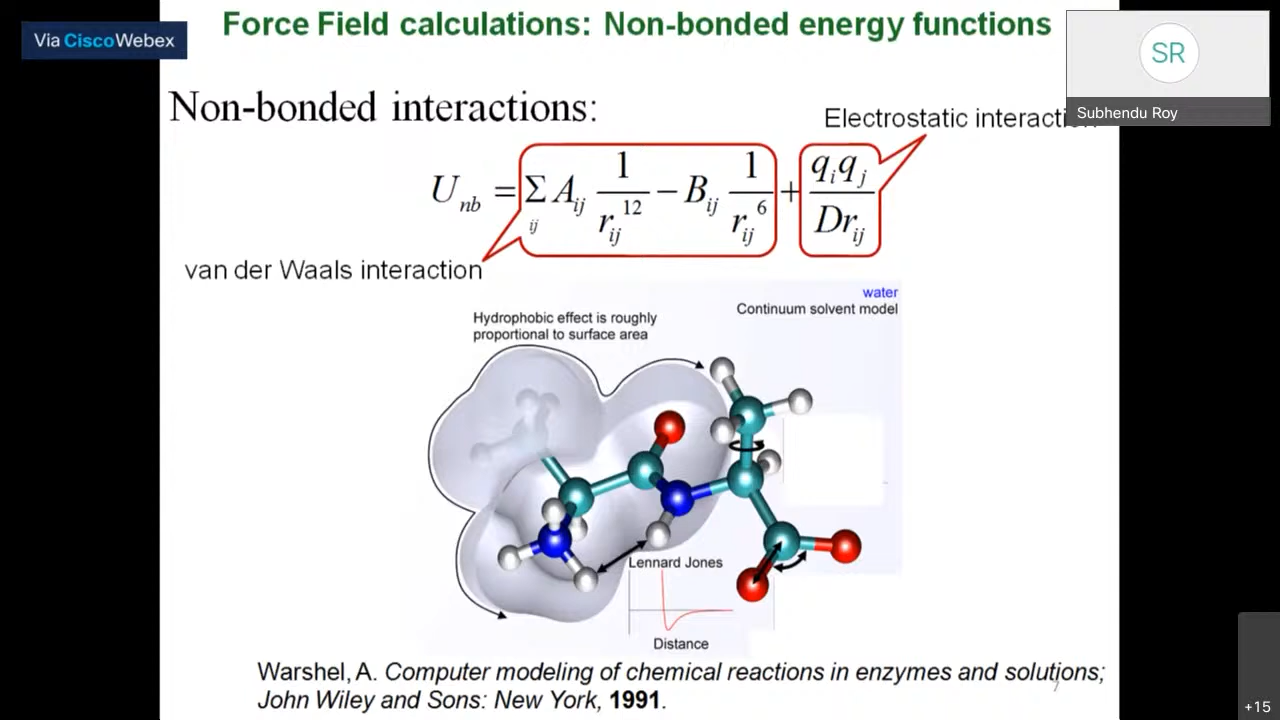 Force Field calculations: Non-bonded energy functions
Via Cisco Webex
SR
Subhendu Roy
Non-bonded interactions:
Electrostatic interaction
U_nb = Σ_ij A_ij 1/r_ij^12 − B_ij 1/r_ij^6 + q_i q_j / D r_ij
van der Waals interaction
water
Continuum solvent model
Hydrophobic effect is roughly
proportional to surface area
Lennard Jones
Distance
Warshel, A. Computer modeling of chemical reactions in enzymes and solutions;
John Wiley and Sons: New York, 1991.
7
+15